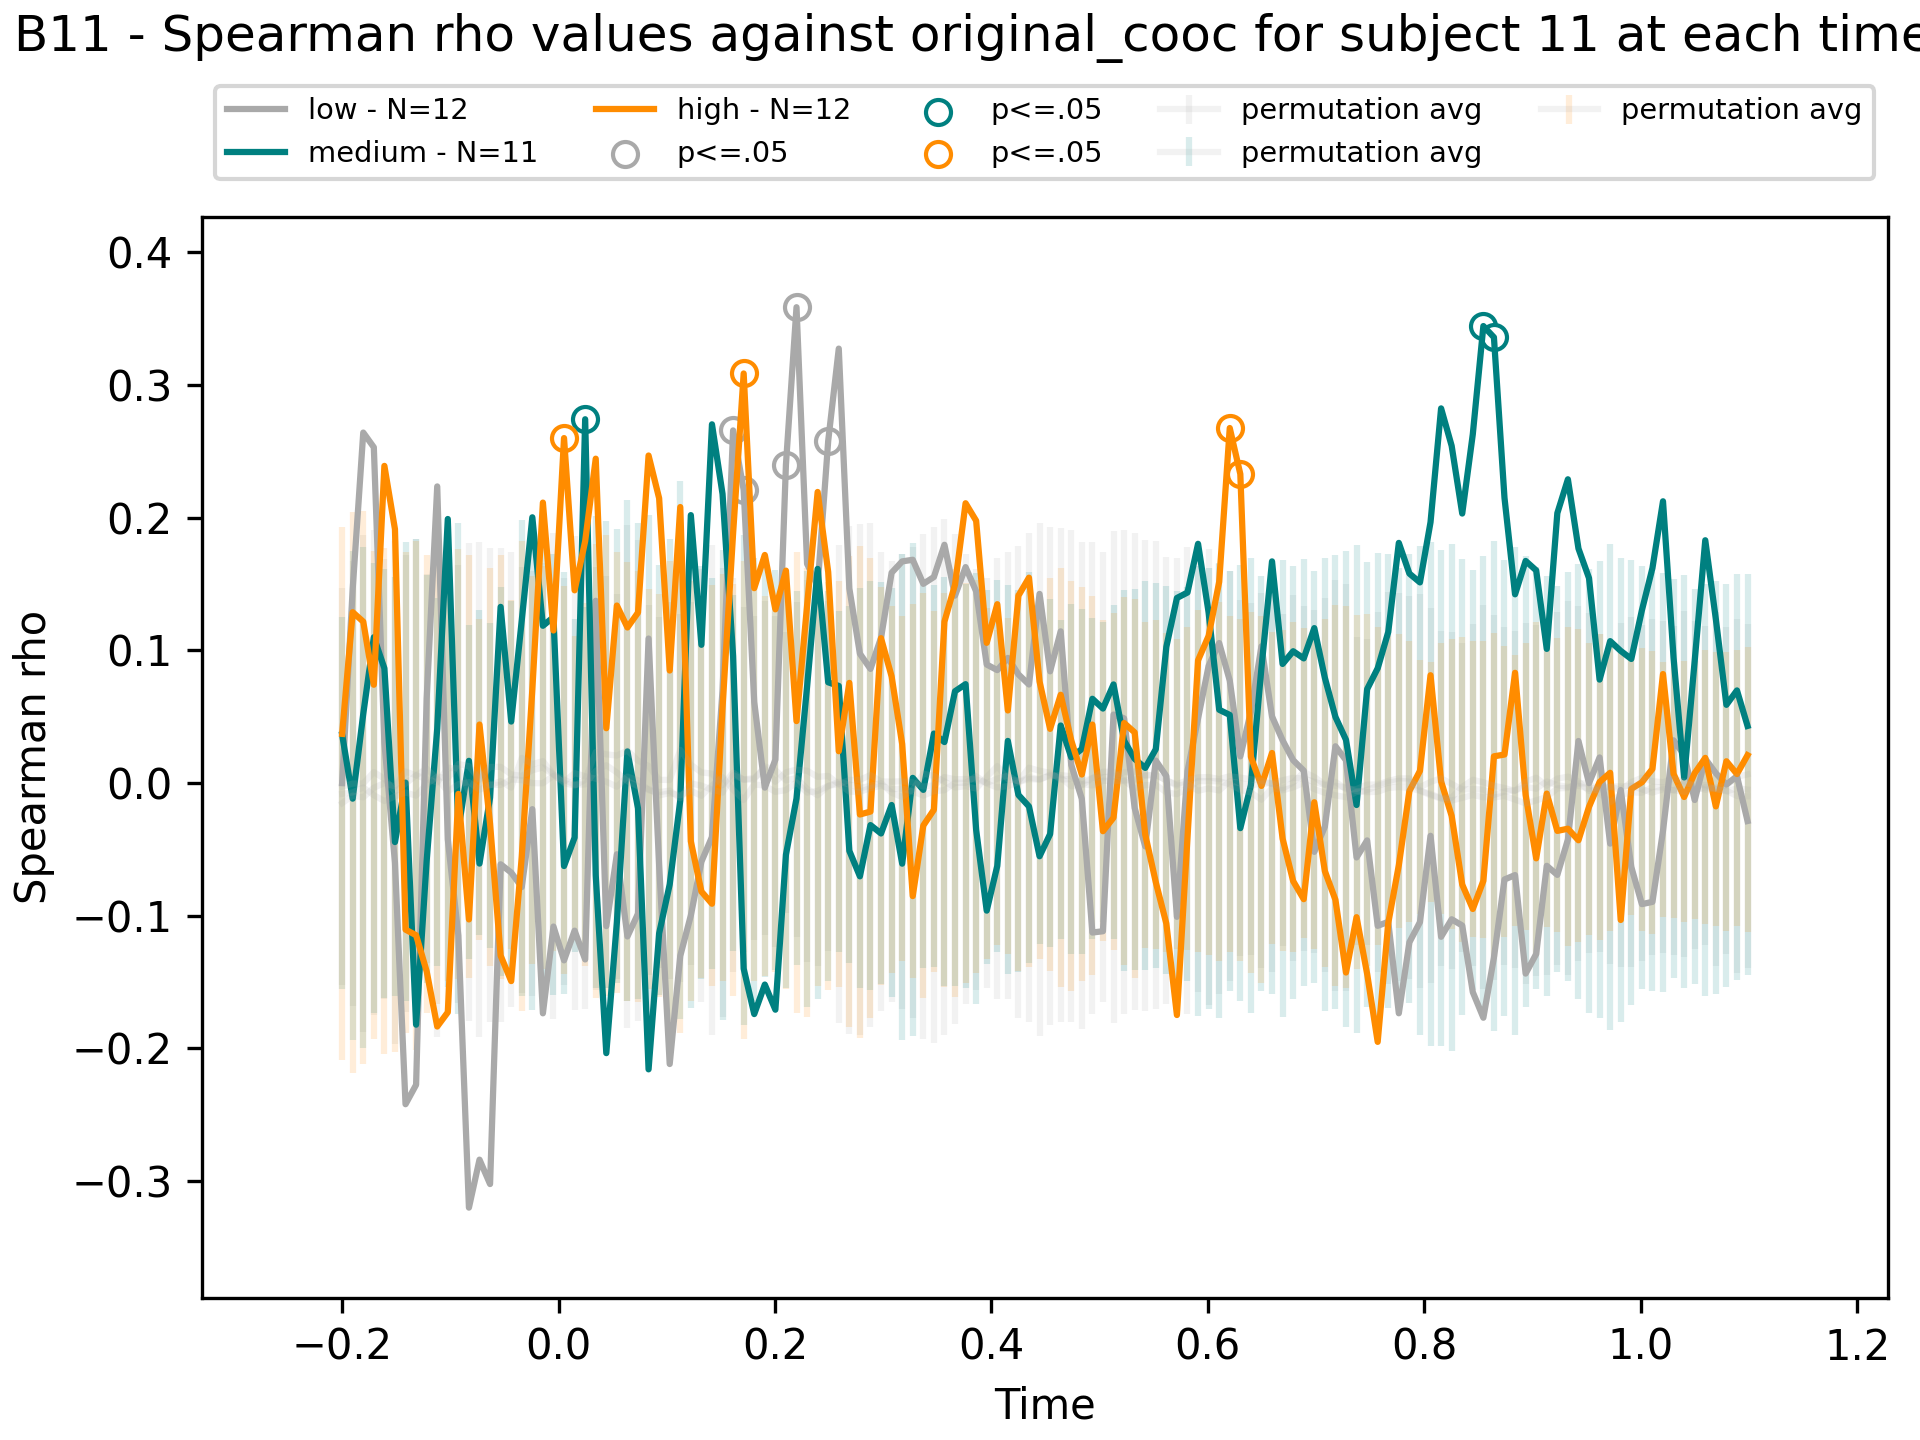 B11 - Spearman rho values against original_cooc for subject 11 at each time
low - N=12
medium - N=11
high - N=12
p<=.05
p<=.05
p<=.05
permutation avg
permutation avg
permutation avg
Spearman rho
0.4
0.3
0.2
0.1
0.0
−0.1
−0.2
−0.3
−0.2 0.0 0.2 0.4 0.6 0.8 1.0 1.2
Time